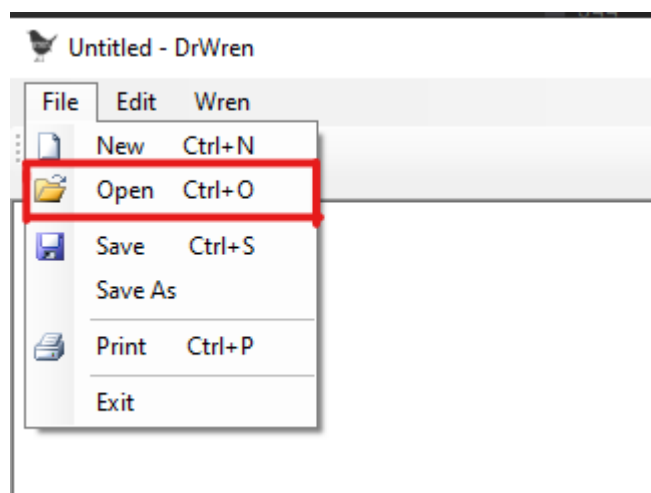 Untitled - DrWren
File Edit Wren
New Ctrl+N
Open Ctrl+O
Save Ctrl+S
Save As
Print Ctrl+P
Exit